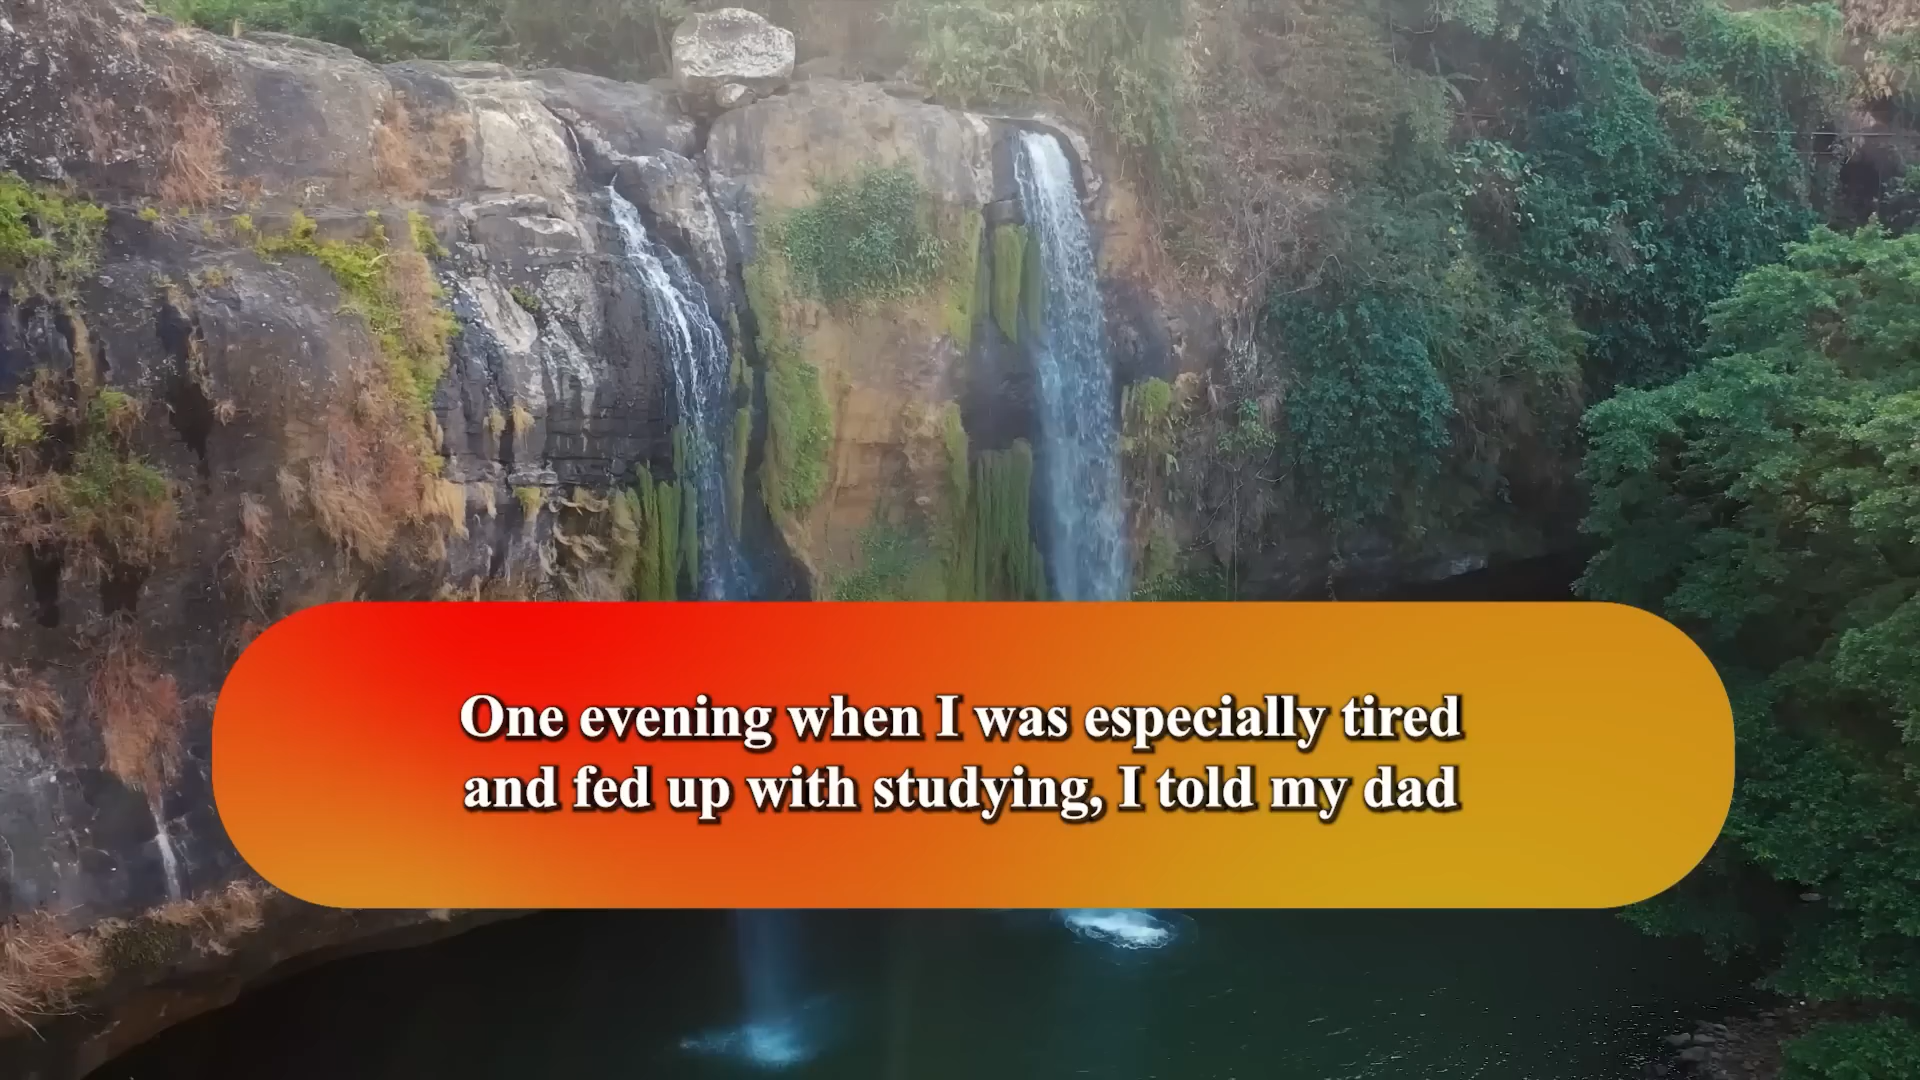 One evening when I was especially tired
and fed up with studying, I told my dad